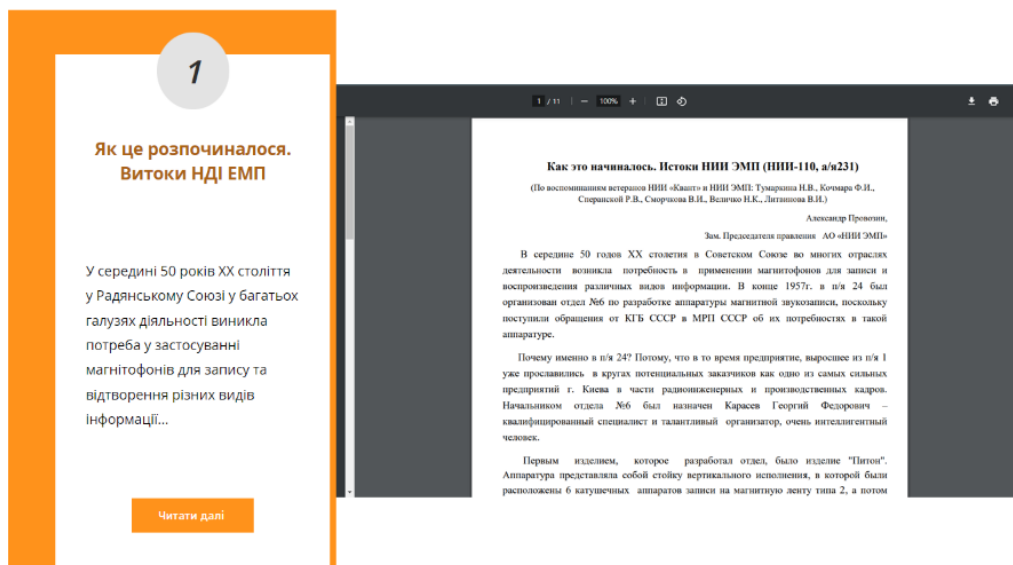 1
Як це розпочиналося.
Витоки НДІ ЕМП
У середині 50 років ХХ століття
у Радянському Союзі у багатьох
галузях діяльності виникла
потреба у застосуванні
магнітофонів для запису та
відтворення різних видів
інформації...
Читати далі
1 / 11 | − 100% +
Как это начиналось. Истоки НИИ ЭМП (НИИ-110, а/я231)
(По воспоминаниям ветеранов НИИ «Квант» и НИИ ЭМП: Тумаркина Н.В., Кочмара Ф.И.,
Сперанской Р.В., Сморчкова В.И., Величко Н.К., Литвинова В.И.)
Александр Провозин,
Зам. Председателя правления АО «НИИ ЭМП»
В середине 50 годов XX столетия в Советском Союзе во многих отраслях
деятельности возникла потребность в применении магнитофонов для записи и
воспроизведения различных видов информации. В конце 1957г. в п/я 24 был
организован отдел №6 по разработке аппаратуры магнитной звукозаписи, поскольку
поступили обращения от КГБ СССР в МРП СССР об их потребностях в такой
аппаратуре.
Почему именно в п/я 24? Потому, что в то время предприятие, выросшее из п/я 1
уже прославились в кругах потенциальных заказчиков как одно из самых сильных
предприятий г. Киева в части радиоинженерных и производственных кадров.
Начальником отдела №6 был назначен Карасев Георгий Федорович –
квалифицированный специалист и талантливый организатор, очень интеллигентный
человек.
Первым изделием, которое разработал отдел, было изделие "Питон".
Аппаратура представляла собой стойку вертикального исполнения, в которой были
расположены 6 катушечных аппаратов записи на магнитную ленту типа 2, а потом